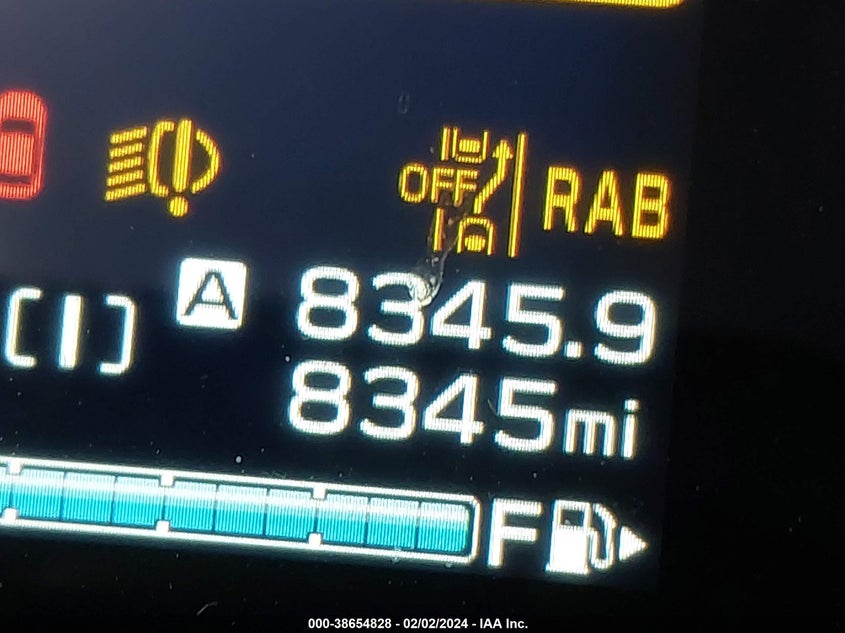 OFF
RAB
A 8345.9
8345mi
F
000-38654828 - 02/02/2024 - IAA Inc.